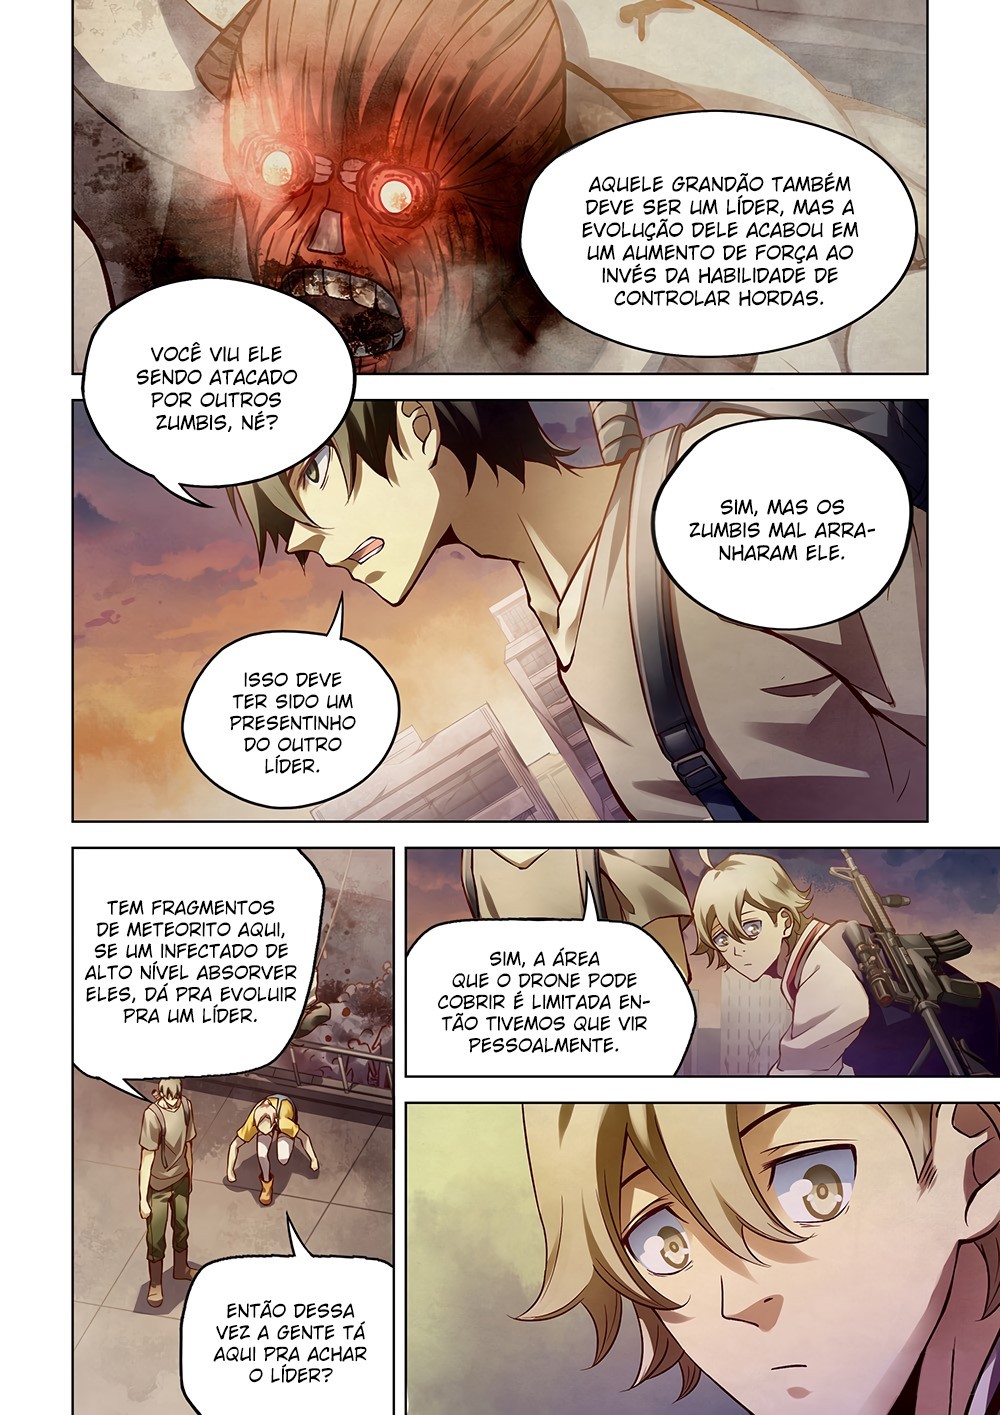 AQUELE GRANDÃO TAMBÉM
DEVE SER UM LÍDER, MAS A
EVOLUÇÃO DELE ACABOU EM
UM AUMENTO DE FORÇA AO
INVÉS DA HABILIDADE DE
CONTROLAR HORDAS.
VOCÊ VIU ELE
SENDO ATACADO
POR OUTROS
ZUMBIS, NÉ?
SIM, MAS OS
ZUMBIS MAL ARRA-
NHARAM ELE.
ISSO DEVE
TER SIDO UM
PRESENTINHO
DO OUTRO
LÍDER.
TEM FRAGMENTOS
DE METEORITO AQUI,
SE UM INFECTADO DE
ALTO NÍVEL ABSORVER
ELES, DÁ PRA EVOLUIR
PRA UM LÍDER.
ENTÃO DESSA
VEZ A GENTE TÁ
AQUI PRA ACHAR
O LÍDER?
SIM, A ÁREA
QUE O DRONE PODE
COBRIR É LIMITADA EN-
TÃO TIVEMOS QUE VIR
PESSOALMENTE.